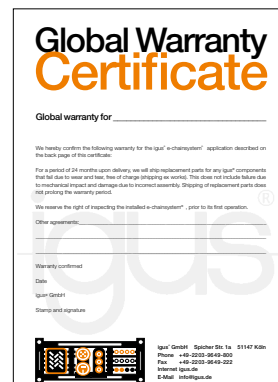 Global Warranty
Certificate
Global warranty for
We hereby confirm the following warranty for the igus® e-chainsystem® application described on
the back page of this certificate:
For a period of 24 months upon delivery, we will ship replacement parts for any igus® components
that fail due to wear and tear, free of charge (shipping ex works). This does not include failure due
to mechanical impact and damage due to incorrect assembly. Shipping of replacement parts does
not prolong the warranty period.
We reserve the right of inspecting the installed e-chainsystem®, prior to its first operation.
Other agreements:
Warranty confirmed
Date
igus® GmbH
Stamp and signature
igus®
igus® GmbH Spicher Str. 1a 51147 Köln
Phone +49-2203-9649-800
Fax +49-2203-9649-222
Internet igus.de
E-Mail info@igus.de